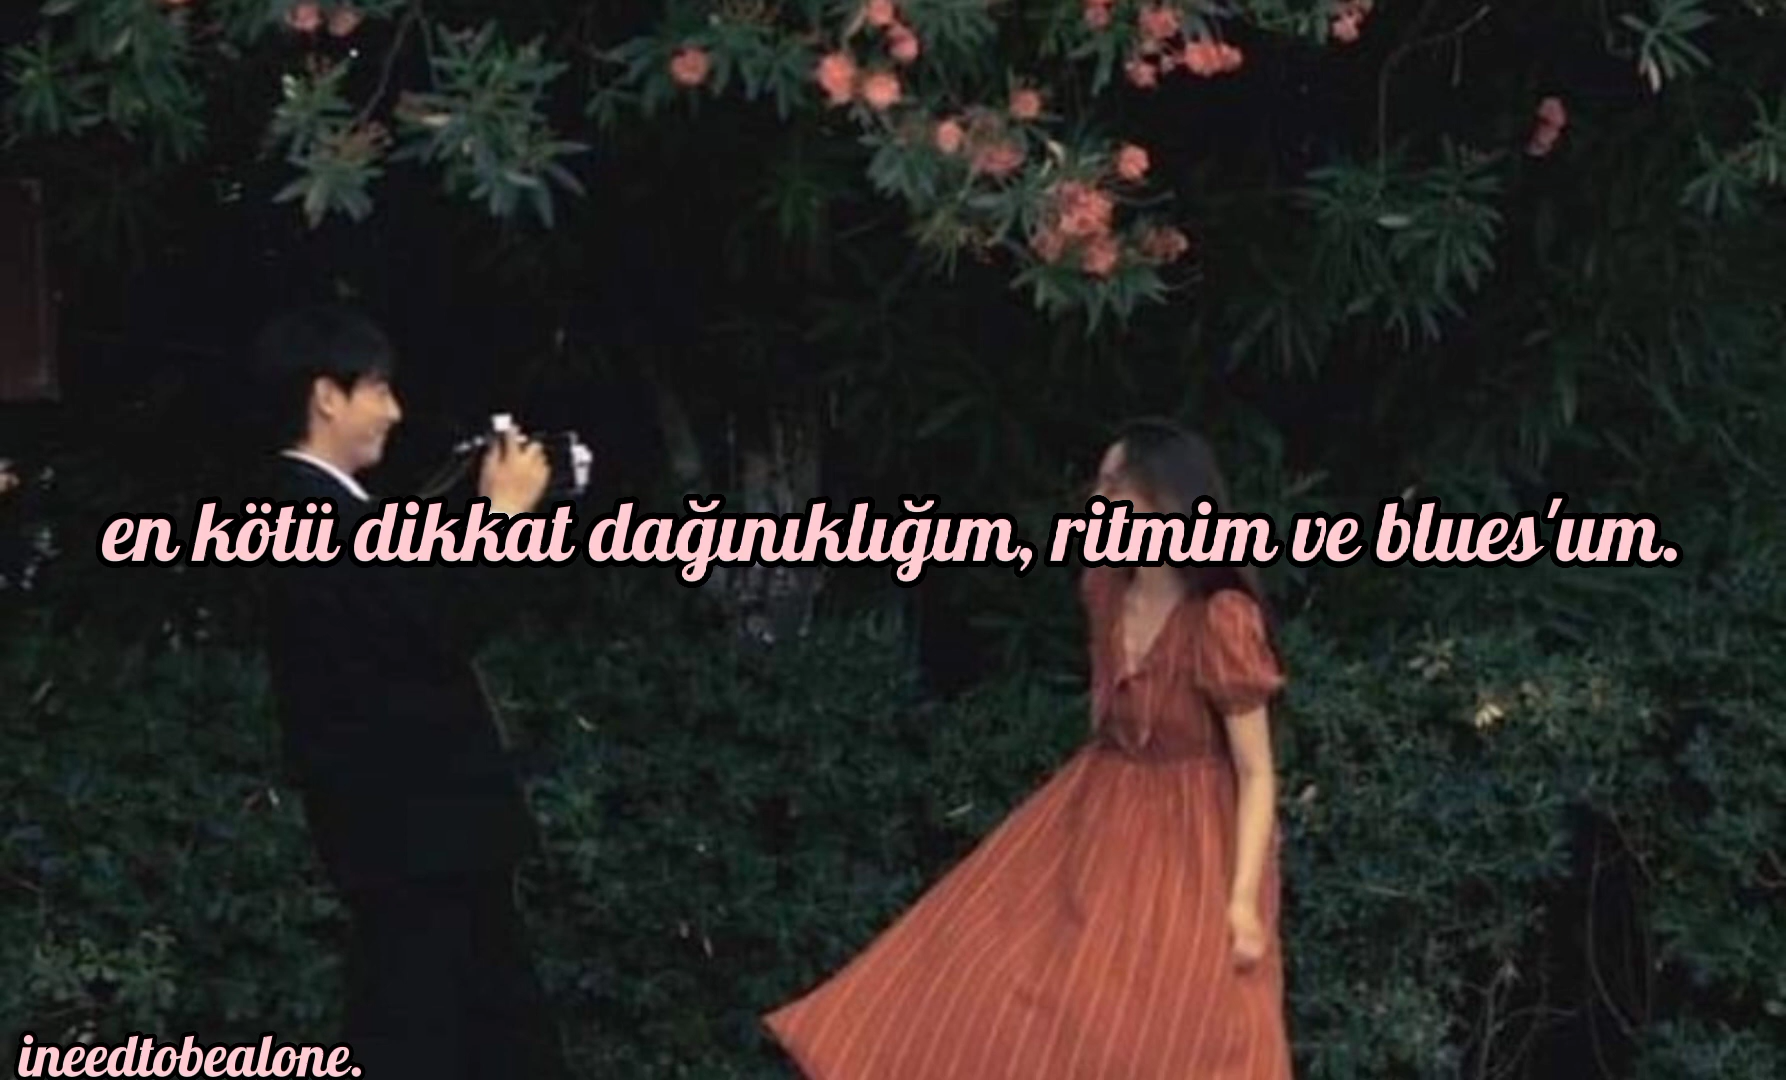 en kötü dikkat dağınıklığım, ritmim ve blues'um.
ineedtobealone.